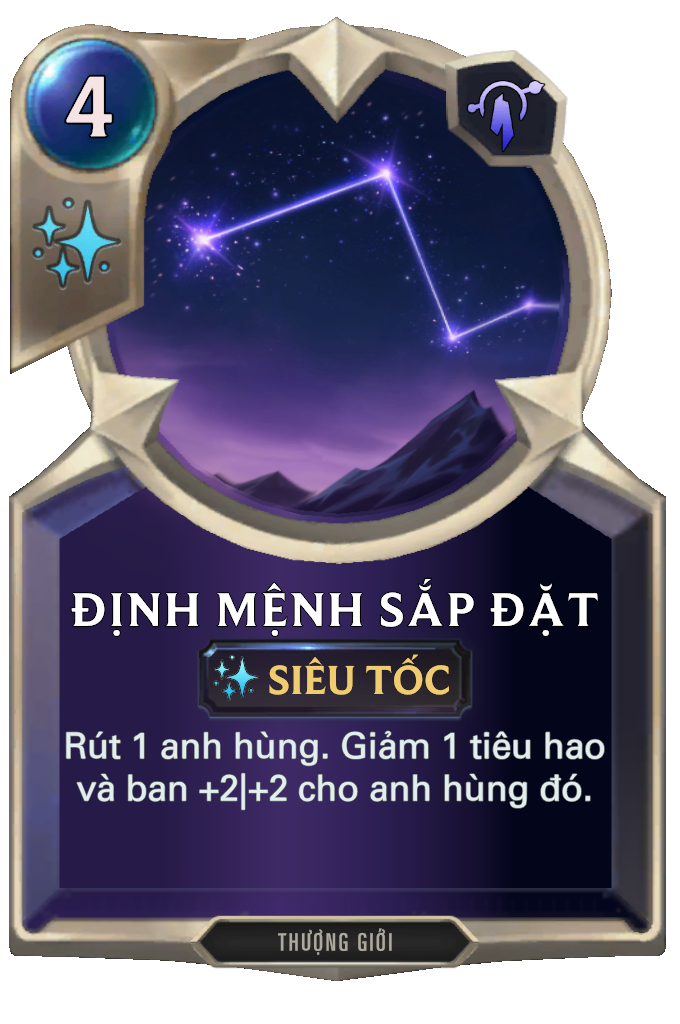 4
ĐỊNH MỆNH SẮP ĐẶT
SIÊU TỐC
Rút 1 anh hùng. Giảm 1 tiêu hao
và ban +2|+2 cho anh hùng đó.
THƯỢNG GIỚI